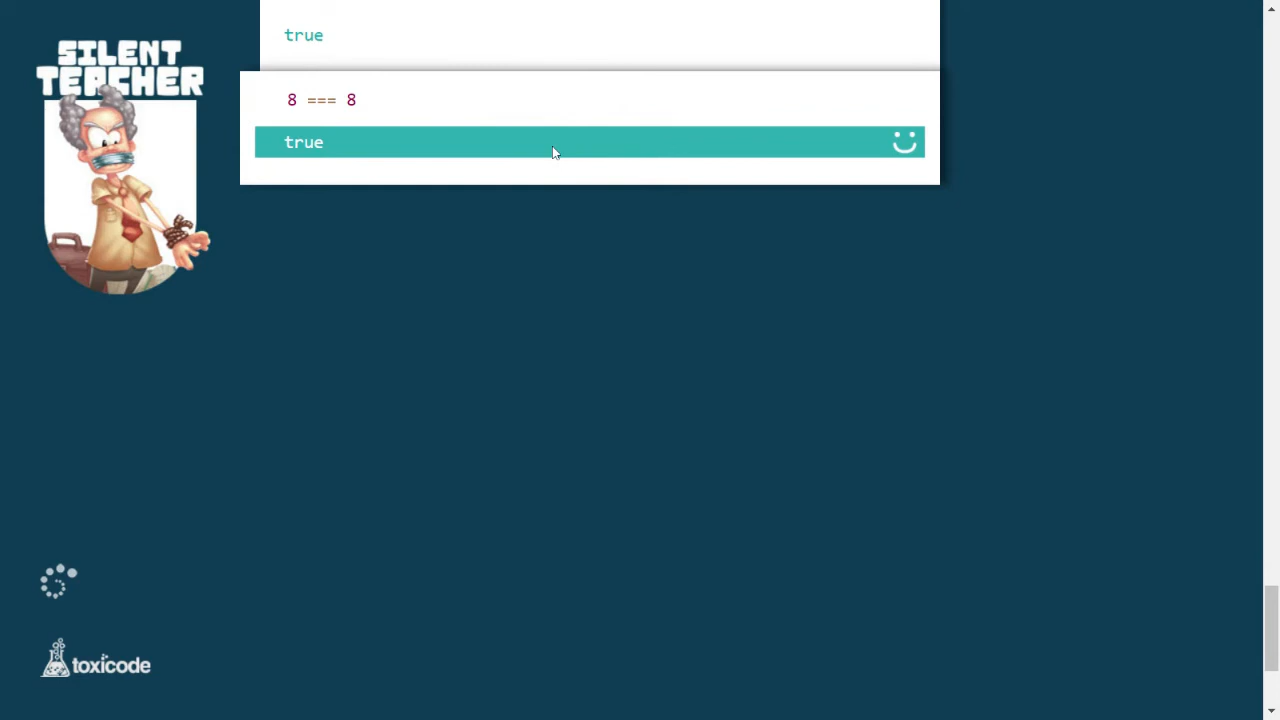 SILENT
TEACHER
true
8 === 8
true
toxicode